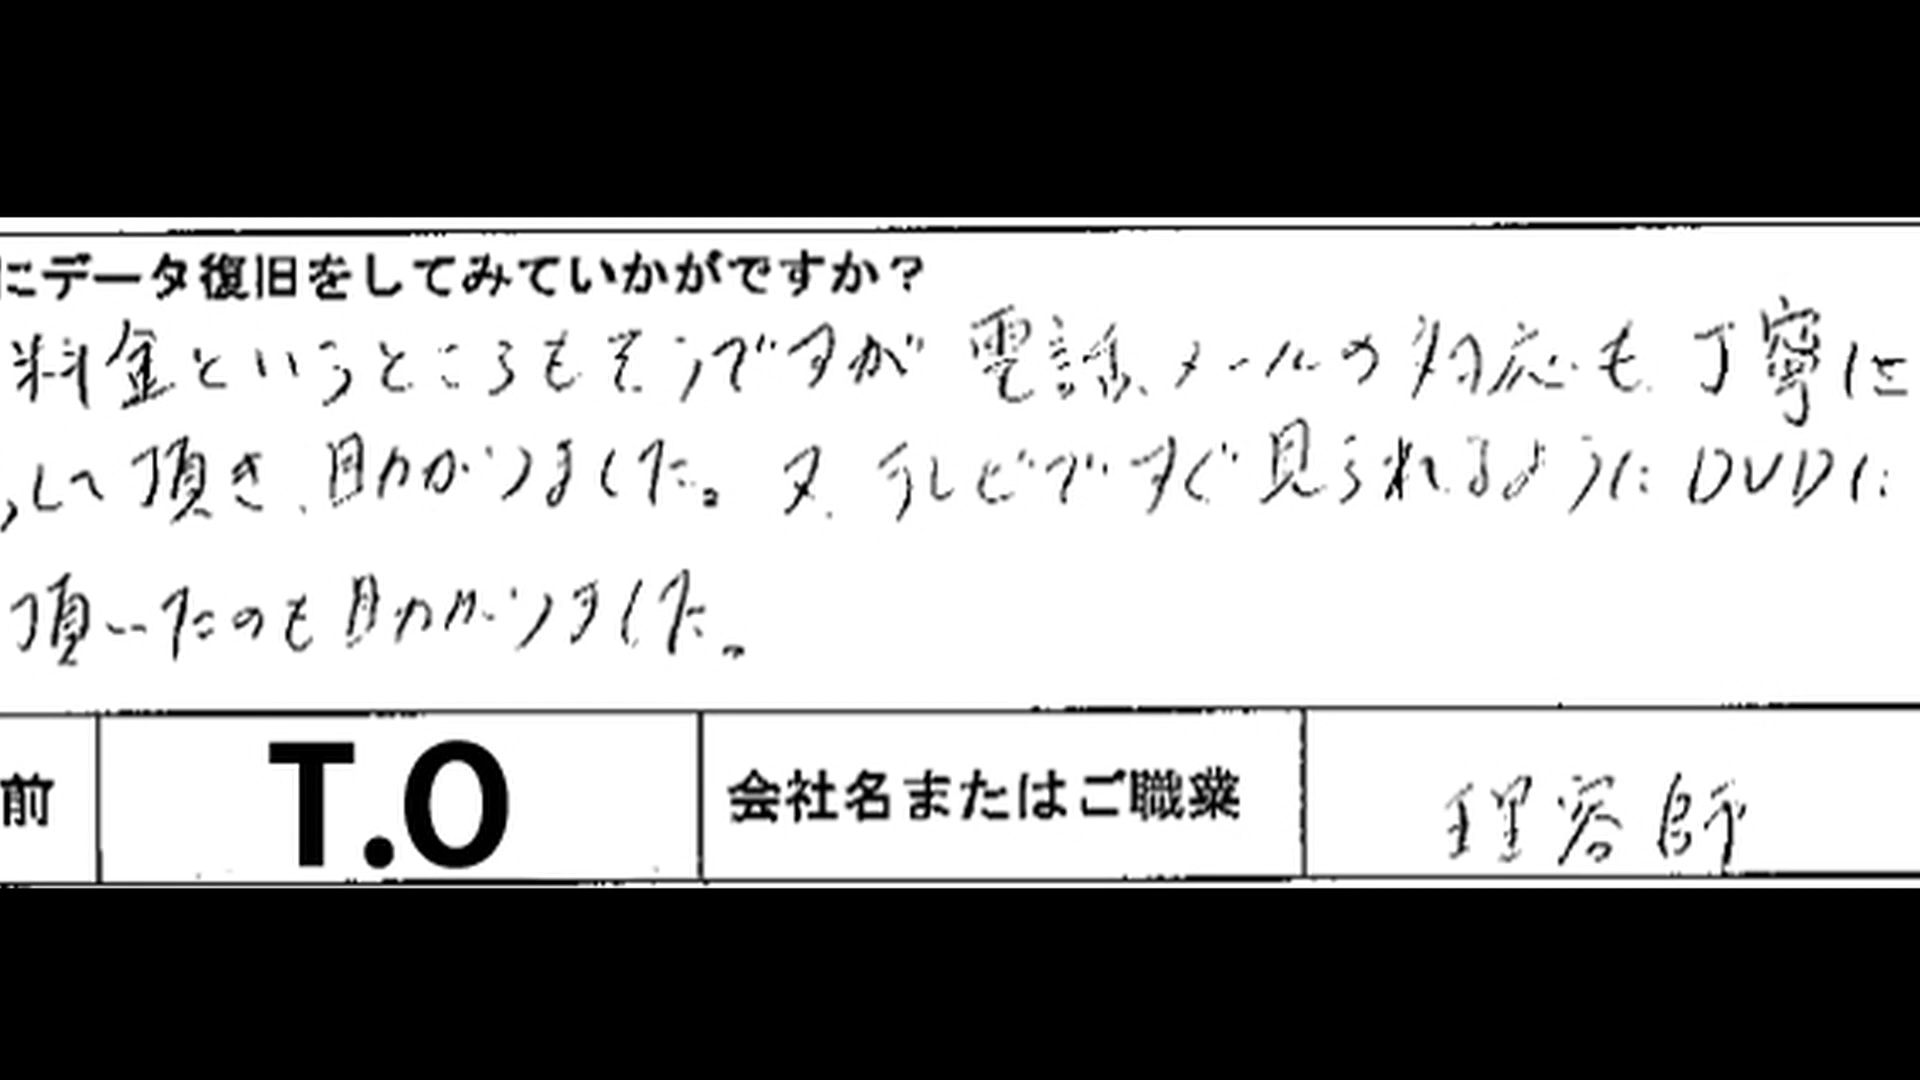 にデータ復旧をしてみていかがですか?
料金というところもそうですが電話、メールの対応も丁寧に
して頂き、助かりました。又、テレビですぐ見られるようにDVDに
頂いたのも助かりました。
前 T.O 会社名またはご職業 理容師